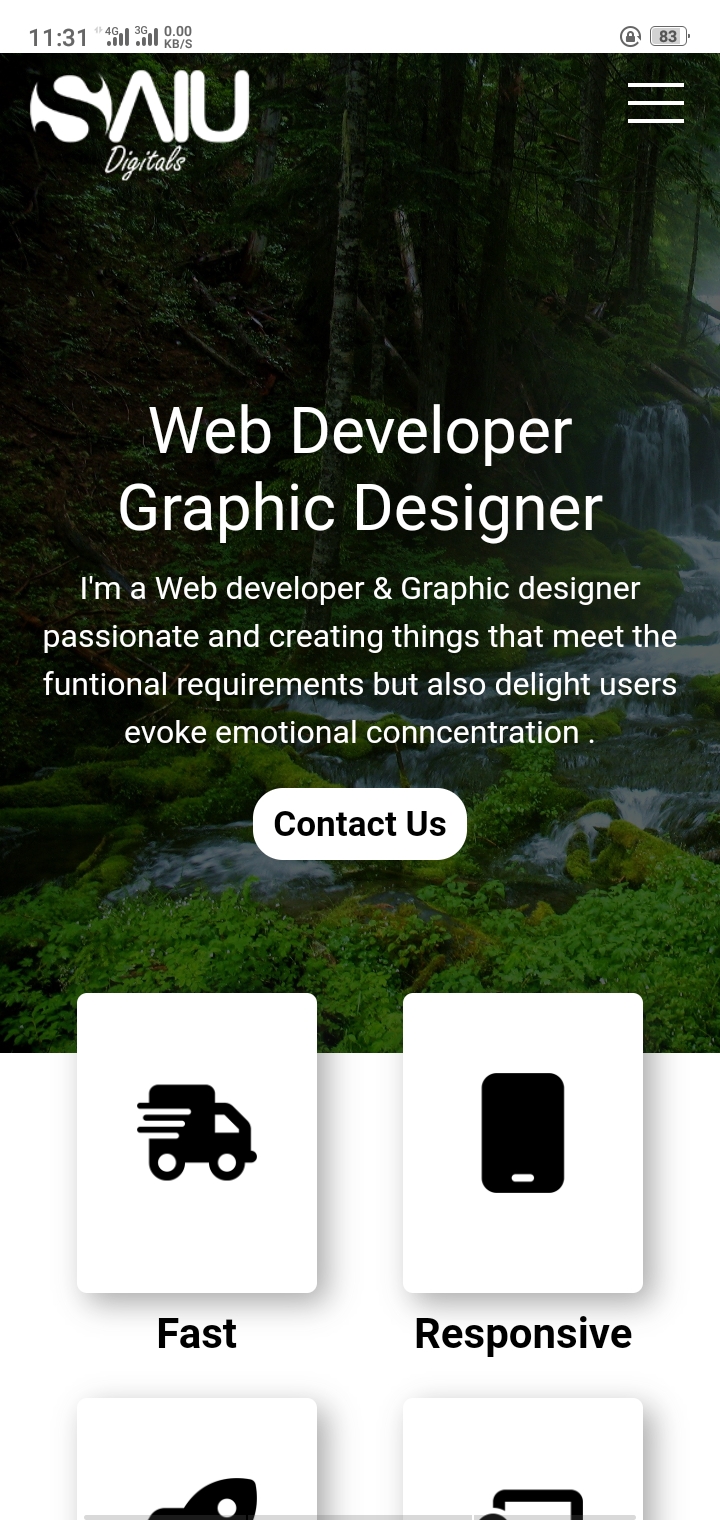 11:31 4G 3G 0.00
KB/S
83
SAIU
Digitals
Web Developer
Graphic Designer
I'm a Web developer & Graphic designer
passionate and creating things that meet the
funtional requirements but also delight users
evoke emotional conncentration .
Contact Us
Fast Responsive